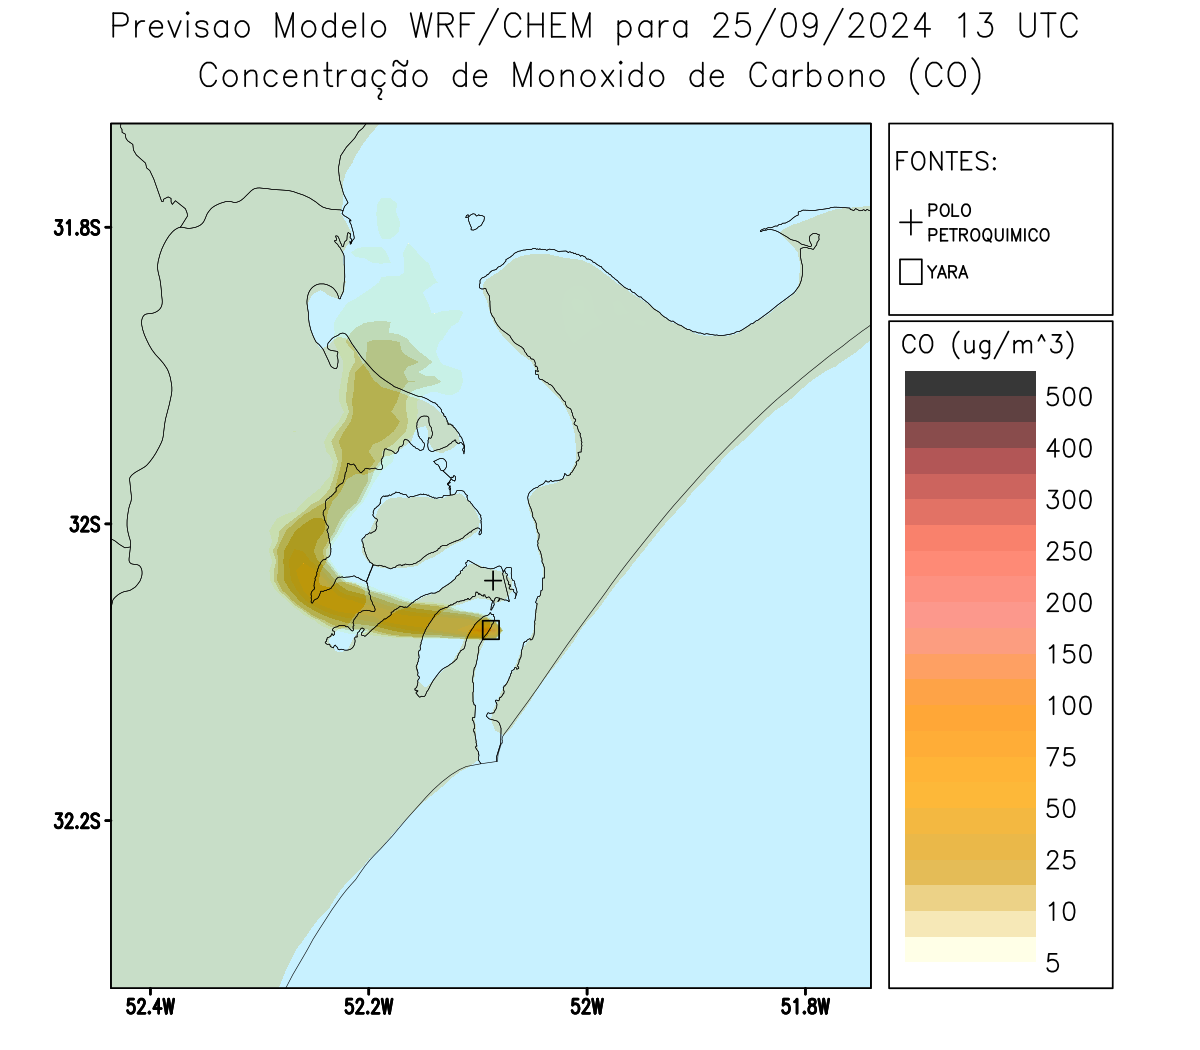 Previsao Modelo WRF/CHEM para 25/09/2024 13 UTC
Concentração de Monoxido de Carbono (CO)
FONTES:
POLO
PETROQUIMICO
YARA
CO (ug/m^3)
500
400
300
250
200
150
100
75
50
25
10
5
31.8S
32S
32.2S
52.4W
52.2W
52W
51.8W